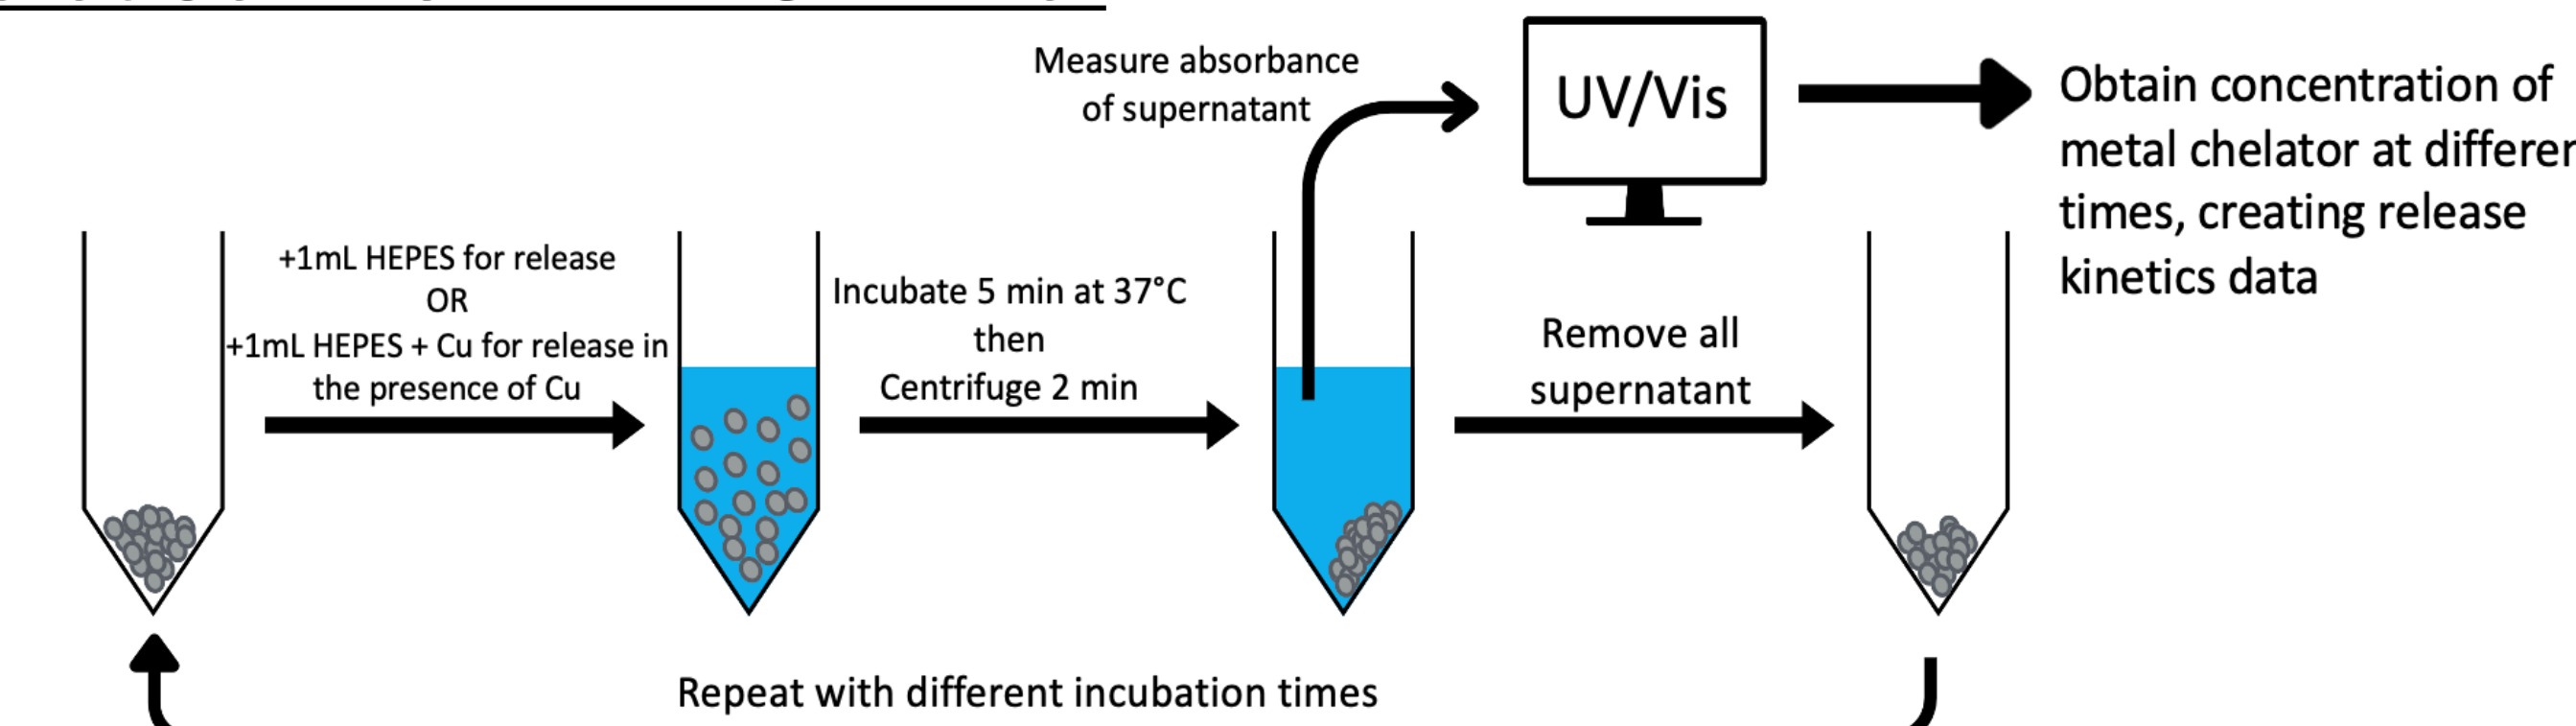 Measure absorbance
of supernatant
UV/Vis
Obtain concentration of
metal chelator at differen
times, creating release
kinetics data
+1mL HEPES for release
OR
+1mL HEPES + Cu for release in
the presence of Cu
Incubate 5 min at 37°C
then
Centrifuge 2 min
Remove all
supernatant
Repeat with different incubation times